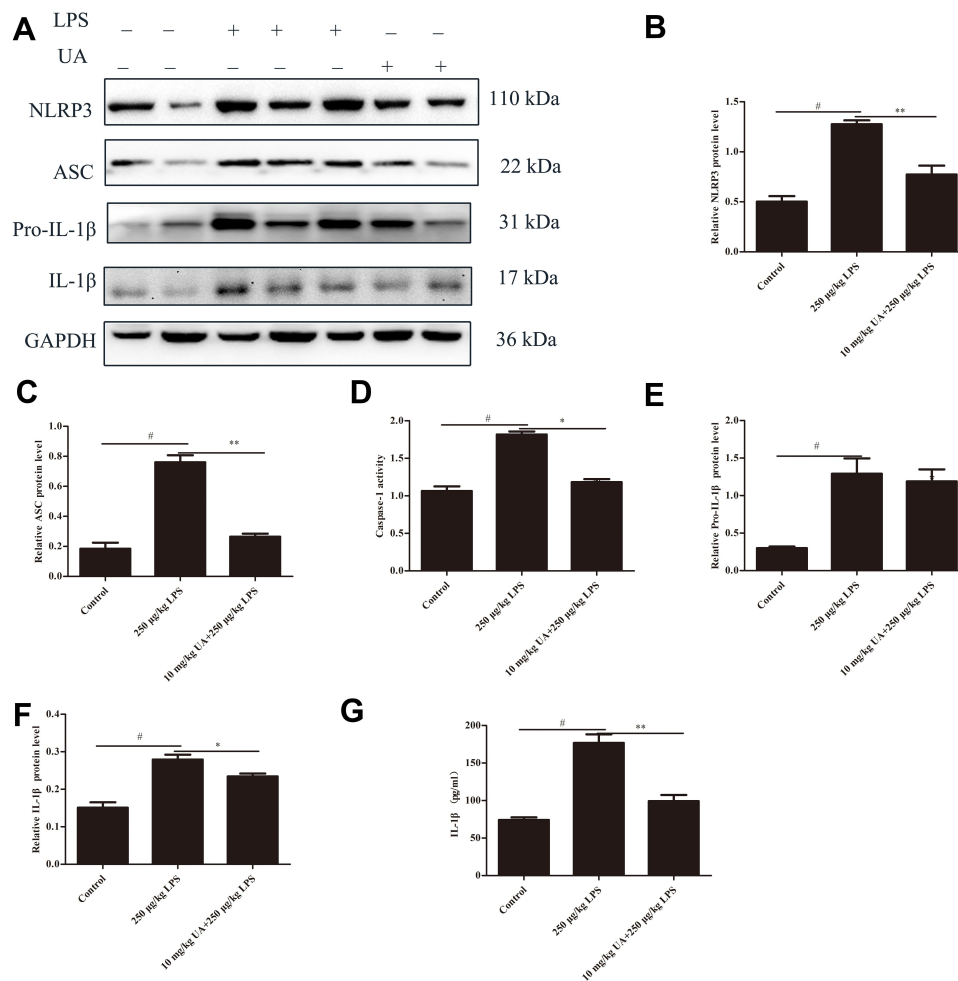 A
LPS – – + + + – –
UA – – – – – + +
NLRP3 110 kDa
ASC 22 kDa
Pro-IL-1β 31 kDa
IL-1β 17 kDa
GAPDH 36 kDa
B
Relative NLRP3 protein level
1.5
1.0
0.5
0.0
# **
Control
250 μg/kg LPS
10 mg/kg UA+250 μg/kg LPS
C
Relative ASC protein level
1.0
0.8
0.6
0.4
0.2
0.0
# **
Control
250 μg/kg LPS
10 mg/kg UA+250 μg/kg LPS
D
Caspase-1 activity
2.0
1.5
1.0
0.5
0.0
# *
Control
250 μg/kg LPS
10 mg/kg UA+250 μg/kg LPS
E
Relative Pro-IL-1β protein level
2.0
1.5
1.0
0.5
0.0
#
*
Control
250 μg/kg LPS
10 mg/kg UA+250 μg/kg LPS
F
Relative IL-1β protein level
0.4
0.3
0.2
0.1
0.0
# *
Control
250 μg/kg LPS
10 mg/kg UA+250 μg/kg LPS
G
IL-1β (pg/ml)
200
150
100
50
0
# **
Control
250 μg/kg LPS
10 mg/kg UA+250 μg/kg LPS